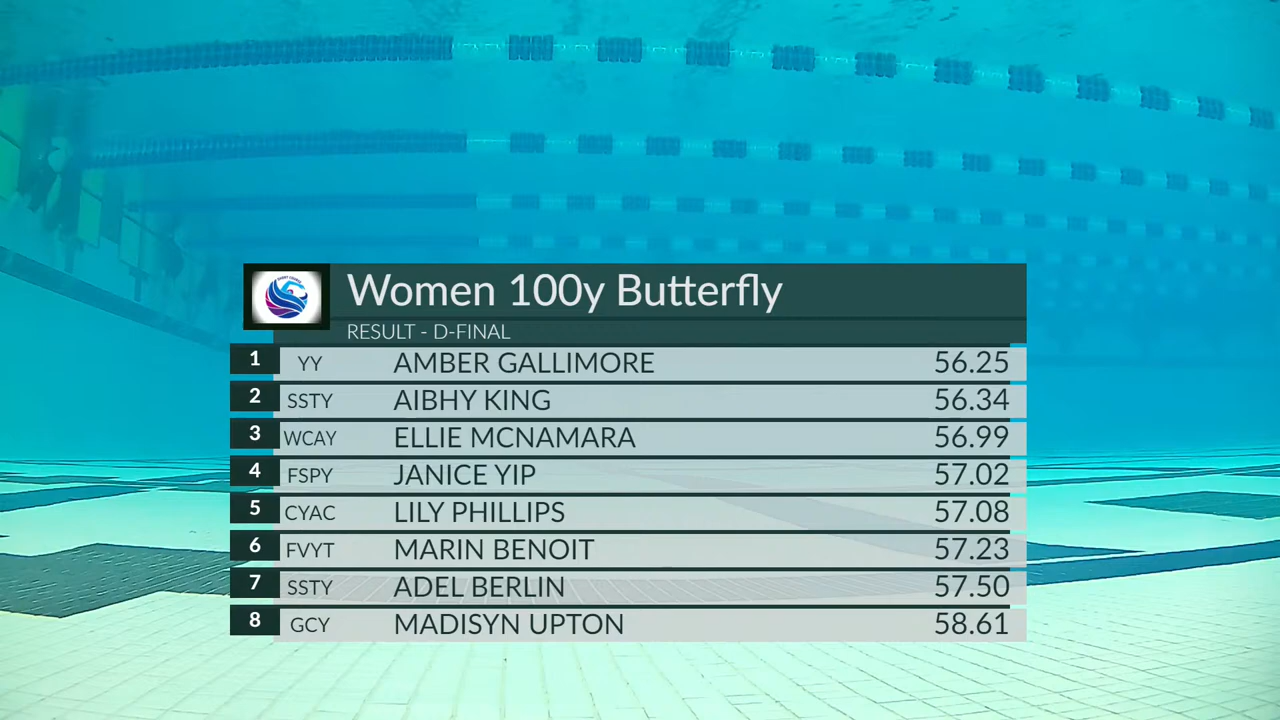 Women 100y Butterfly
RESULT - D-FINAL
1 YY AMBER GALLIMORE 56.25
2 SSTY AIBHY KING 56.34
3 WCAY ELLIE MCNAMARA 56.99
4 FSPY JANICE YIP 57.02
5 CYAC LILY PHILLIPS 57.08
6 FVYT MARIN BENOIT 57.23
7 SSTY ADEL BERLIN 57.50
8 GCY MADISYN UPTON 58.61